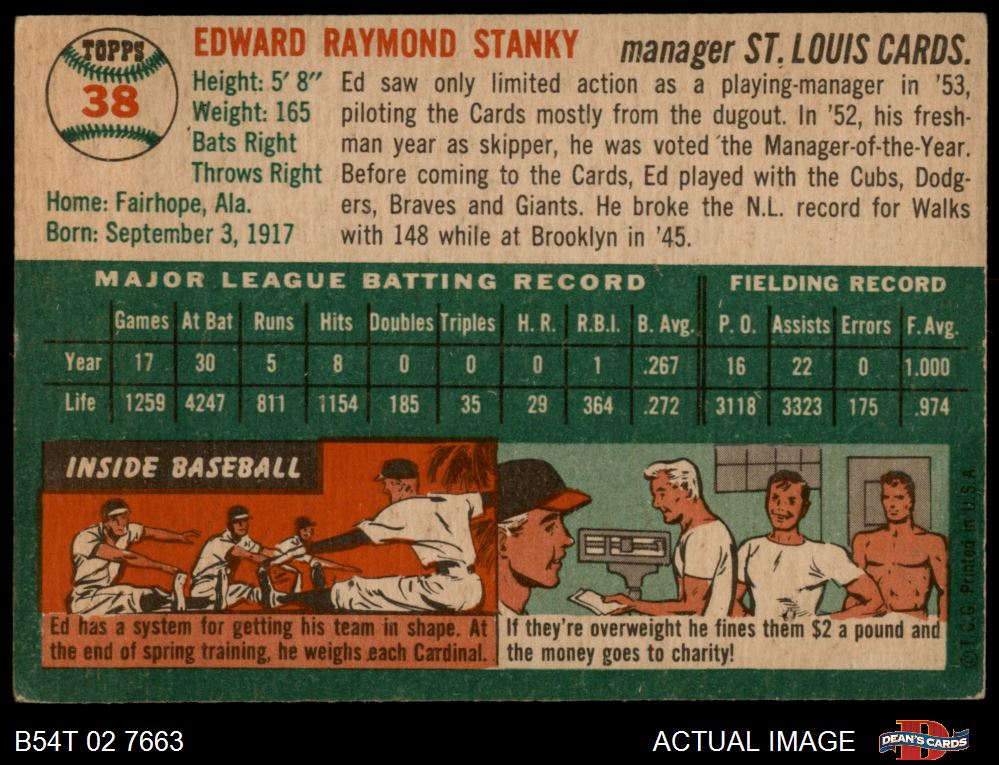 TOPPS
38
EDWARD RAYMOND STANKY
manager ST. LOUIS CARDS.
Height: 5' 8"
Weight: 165
Bats Right
Throws Right
Home: Fairhope, Ala.
Born: September 3, 1917
Ed saw only limited action as a playing-manager in '53,
piloting the Cards mostly from the dugout. In '52, his fresh-
man year as skipper, he was voted the Manager-of-the-Year.
Before coming to the Cards, Ed played with the Cubs, Dodg-
ers, Braves and Giants. He broke the N.L. record for Walks
with 148 while at Brooklyn in '45.
MAJOR LEAGUE BATTING RECORD FIELDING RECORD
Games At Bat Runs Hits Doubles Triples H. R. R.B.I. B. Avg. P. O. Assists Errors F. Avg.
Year 17 30 5 8 0 0 0 1 .267 16 22 0 1.000
Life 1259 4247 811 1154 185 35 29 364 .272 3118 3323 175 .974
INSIDE BASEBALL
Ed has a system for getting his team in shape. At
the end of spring training, he weighs each Cardinal.
If they're overweight he fines them $2 a pound and
the money goes to charity!
© T.C.G. Printed in U.S.A.
B54T 02 7663
ACTUAL IMAGE
DEAN'S CARDS